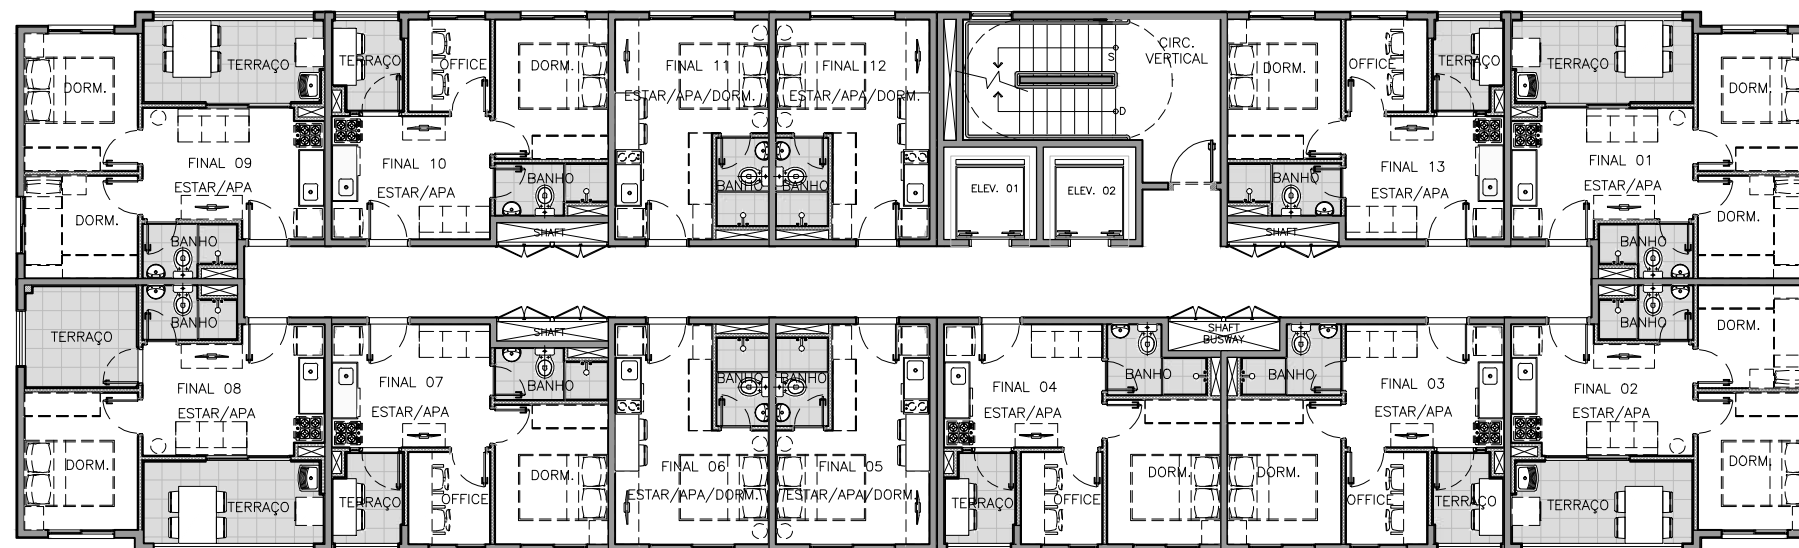 DORM.
TERRAÇO
TERRAÇO
OFFICE
DORM.
FINAL 11
ESTAR/APA/DORM.
FINAL 12
ESTAR/APA/DORM.
CIRC.
VERTICAL
S
D
DORM.
OFFICE
TERRAÇO
TERRAÇO
DORM.
FINAL 09
ESTAR/APA
FINAL 10
ESTAR/APA
BANHO
BANHO
BANHO
ELEV. 01
ELEV. 02
BANHO
FINAL 13
ESTAR/APA
FINAL 01
ESTAR/APA
DORM.
DORM.
BANHO
SHAFT
SHAFT
BANHO
TERRAÇO
BANHO
SHAFT
SHAFT
BUSWAY
BANHO
DORM.
FINAL 08
ESTAR/APA
FINAL 07
ESTAR/APA
BANHO
BANHO
BANHO
FINAL 04
ESTAR/APA
BANHO
BANHO
FINAL 03
ESTAR/APA
FINAL 02
ESTAR/APA
DORM.
TERRAÇO
TERRAÇO
OFFICE
DORM.
FINAL 06
ESTAR/APA/DORM.
FINAL 05
ESTAR/APA/DORM.
TERRAÇO
OFFICE
DORM.
DORM.
OFFICE
TERRAÇO
TERRAÇO
DORM.